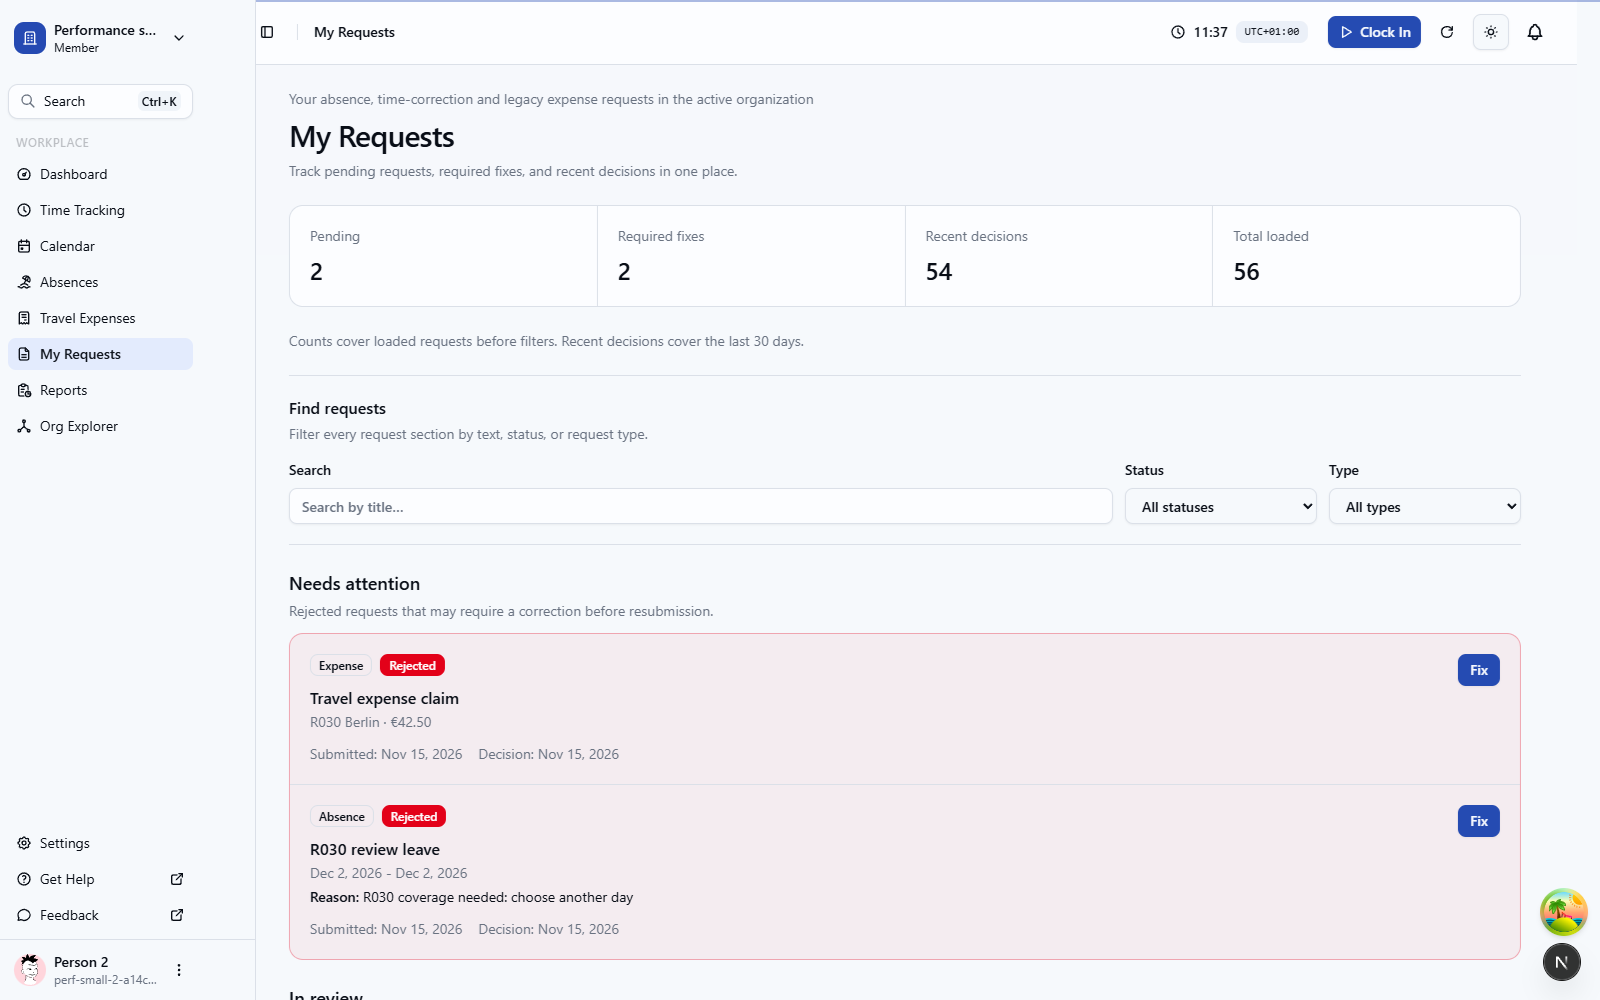 Performance s...
Member
Search
Ctrl+K
WORKPLACE
Dashboard
Time Tracking
Calendar
Absences
Travel Expenses
My Requests
Reports
Org Explorer
Settings
Get Help
Feedback
Person 2
perf-small-2-a14c...
My Requests
11:37
UTC+01:00
Clock In
Your absence, time-correction and legacy expense requests in the active organization
My Requests
Track pending requests, required fixes, and recent decisions in one place.
Pending
2
Required fixes
2
Recent decisions
54
Total loaded
56
Counts cover loaded requests before filters. Recent decisions cover the last 30 days.
Find requests
Filter every request section by text, status, or request type.
Search
Search by title...
Status
All statuses
Type
All types
Needs attention
Rejected requests that may require a correction before resubmission.
Expense
Rejected
Fix
Travel expense claim
R030 Berlin · €42.50
Submitted: Nov 15, 2026 Decision: Nov 15, 2026
Absence
Rejected
Fix
R030 review leave
Dec 2, 2026 - Dec 2, 2026
Reason: R030 coverage needed: choose another day
Submitted: Nov 15, 2026 Decision: Nov 15, 2026
In review
N